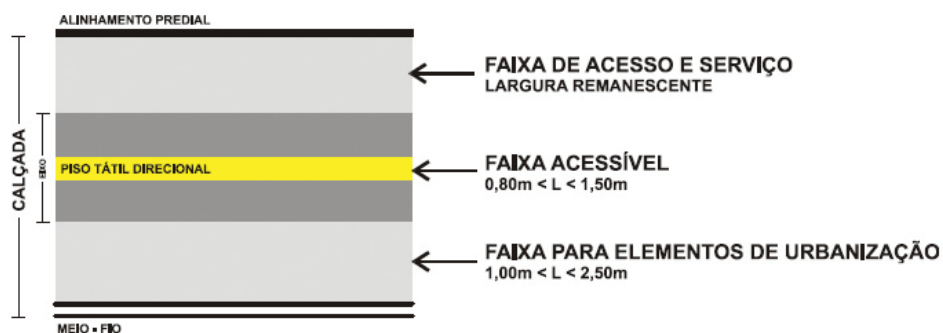 ALINHAMENTO PREDIAL
CALÇADA
EIXO
PISO TÁTIL DIRECIONAL
FAIXA DE ACESSO E SERVIÇO
LARGURA REMANESCENTE
FAIXA ACESSÍVEL
0,80m < L < 1,50m
FAIXA PARA ELEMENTOS DE URBANIZAÇÃO
1,00m < L < 2,50m
MEIO - FIO